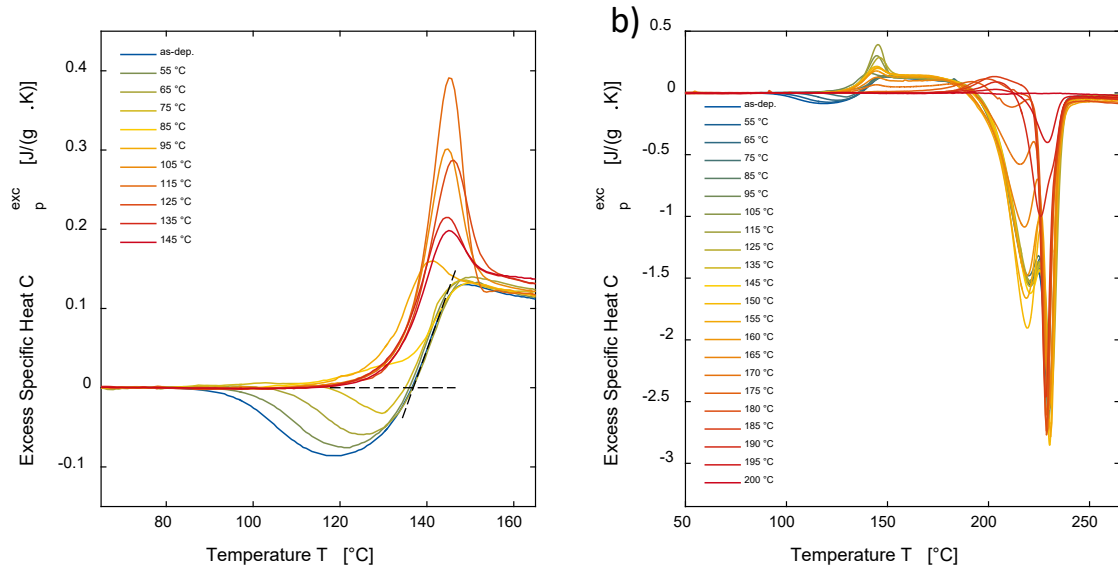 as-dep.
55 °C
65 °C
75 °C
85 °C
95 °C
105 °C
115 °C
125 °C
135 °C
145 °C
0.4
0.3
0.2
0.1
0
-0.1
80
100
120
140
160
Excess Specific Heat C p exc [J/(g .K)]
Temperature T [°C]
b)
as-dep.
55 °C
65 °C
75 °C
85 °C
95 °C
105 °C
115 °C
125 °C
135 °C
145 °C
150 °C
155 °C
160 °C
165 °C
170 °C
175 °C
180 °C
185 °C
190 °C
195 °C
200 °C
0.5
0
-0.5
-1
-1.5
-2
-2.5
-3
50
100
150
200
250
Excess Specific Heat C p exc [J/(g .K)]
Temperature T [°C]